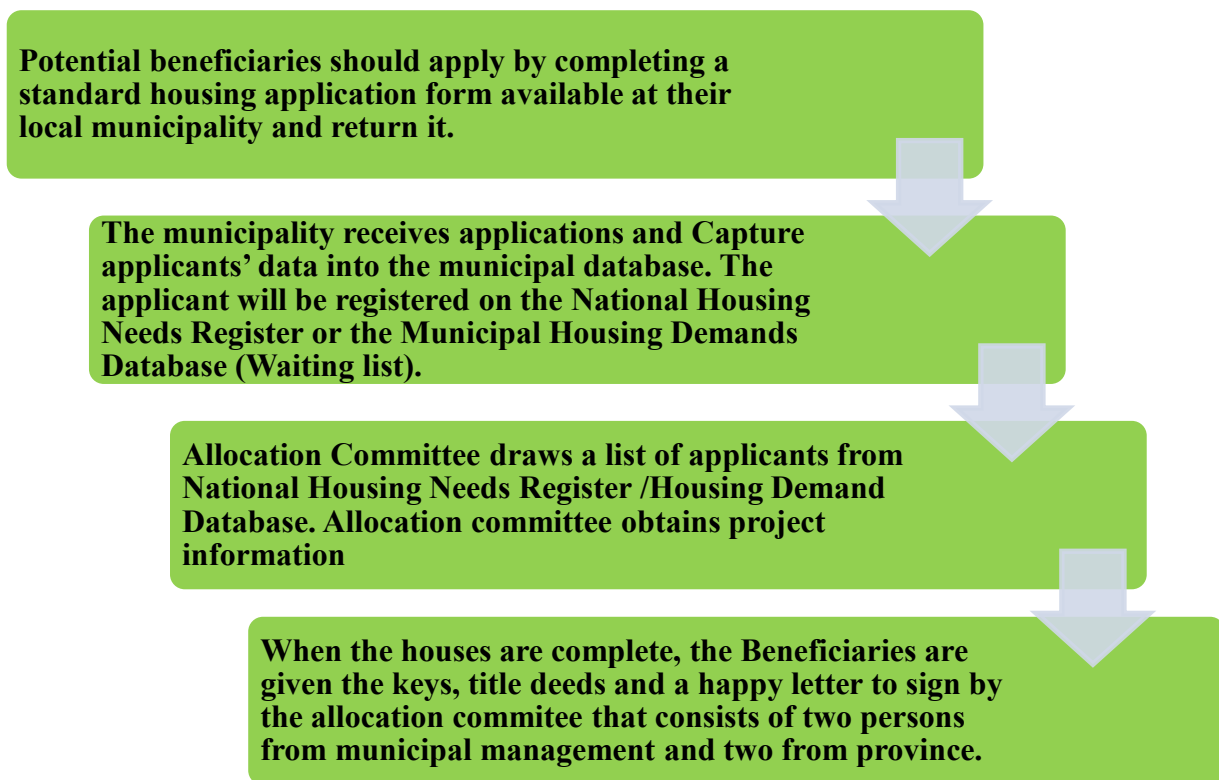 Potential beneficiaries should apply by completing a
standard housing application form available at their
local municipality and return it.
The municipality receives applications and Capture
applicants’ data into the municipal database. The
applicant will be registered on the National Housing
Needs Register or the Municipal Housing Demands
Database (Waiting list).
Allocation Committee draws a list of applicants from
National Housing Needs Register /Housing Demand
Database. Allocation committee obtains project
information
When the houses are complete, the Beneficiaries are
given the keys, title deeds and a happy letter to sign by
the allocation commitee that consists of two persons
from municipal management and two from province.